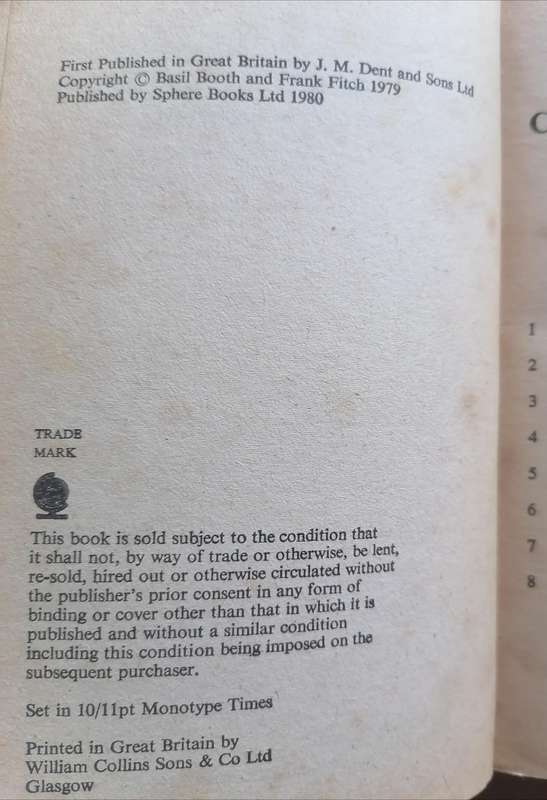 First Published in Great Britain by J. M. Dent and Sons Ltd
Copyright © Basil Booth and Frank Fitch 1979
Published by Sphere Books Ltd 1980
TRADE
MARK
This book is sold subject to the condition that
it shall not, by way of trade or otherwise, be lent,
re-sold, hired out or otherwise circulated without
the publisher's prior consent in any form of
binding or cover other than that in which it is
published and without a similar condition
including this condition being imposed on the
subsequent purchaser.
Set in 10/11pt Monotype Times
Printed in Great Britain by
William Collins Sons & Co Ltd
Glasgow
C
1
2
3
4
5
6
7
8